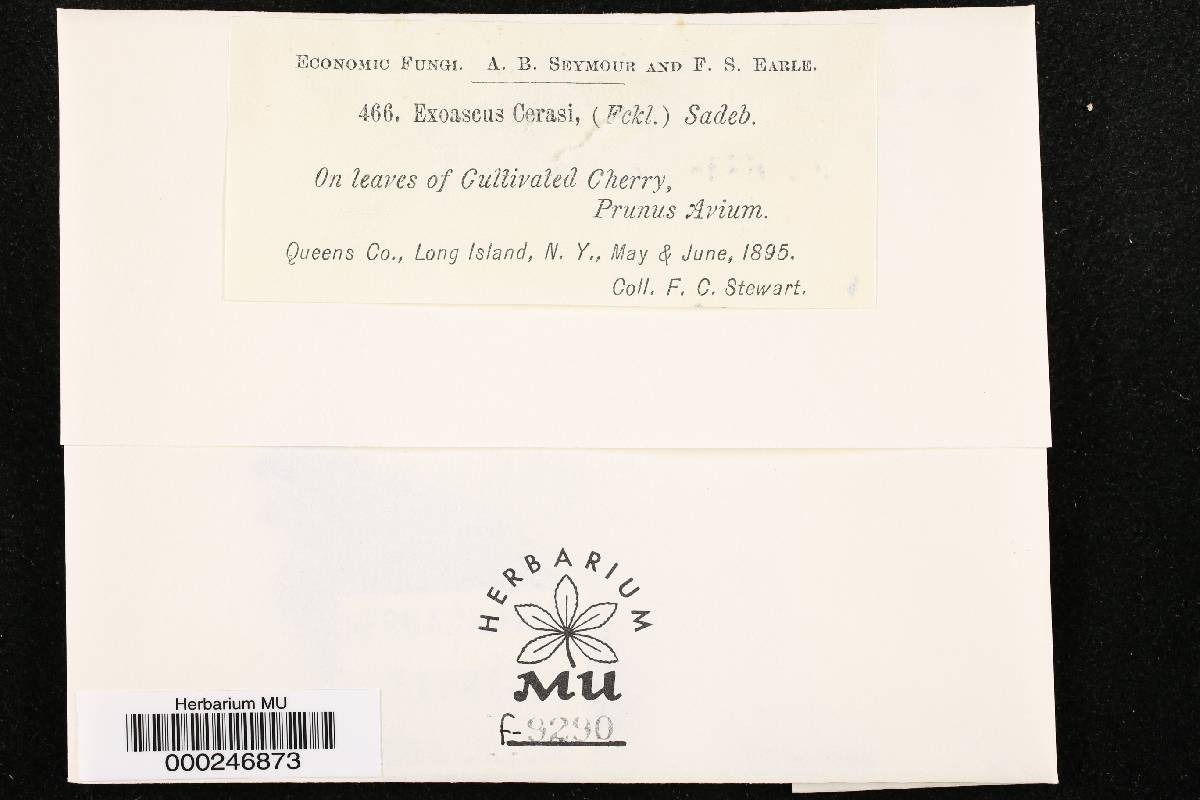 Economic Fungi. A. B. Seymour and F. S. Earle.
466. Exoascus Cerasi, (Fckl.) Sadeb.
On leaves of Cultivated Cherry,
Prunus Avium.
Queens Co., Long Island, N. Y., May & June, 1895.
Coll. F. C. Stewart.
HERBARIUM
MU
F-9290
Herbarium MU
000246873